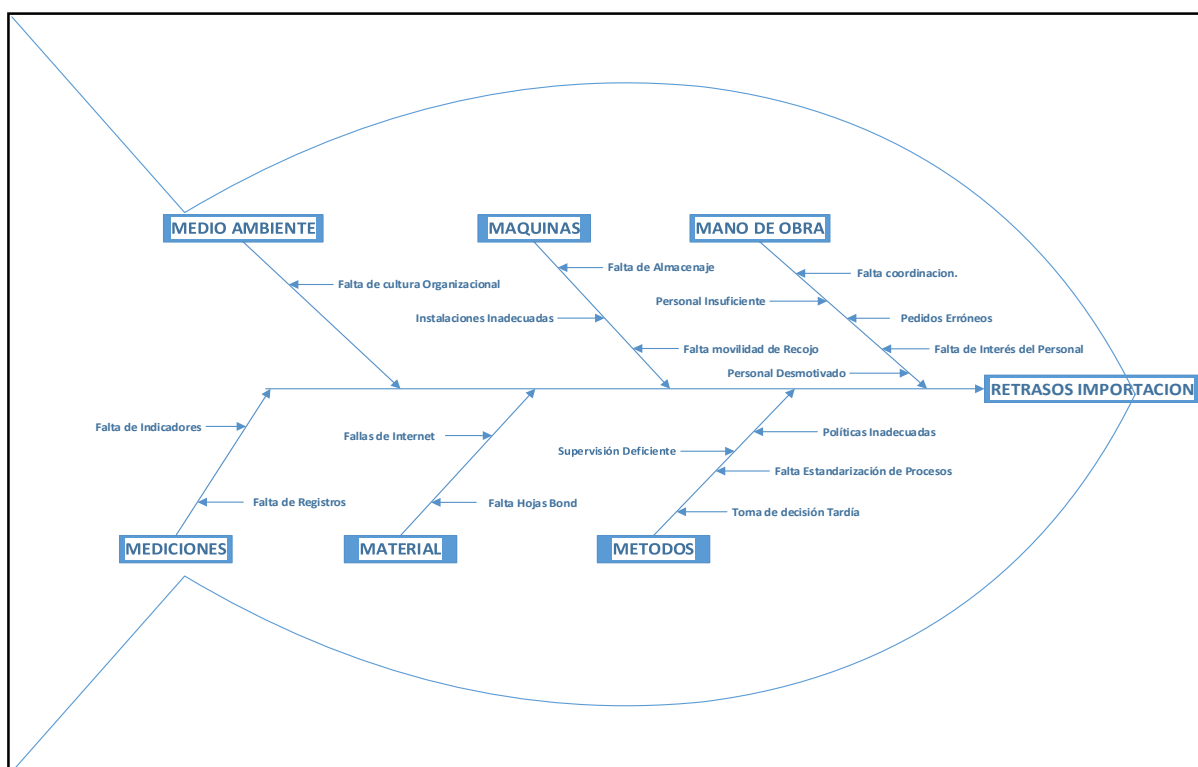 MEDIO AMBIENTE
MAQUINAS
MANO DE OBRA
Falta de Almacenaje
Falta coordinacion.
Falta de cultura Organizacional
Personal Insuficiente
Instalaciones Inadecuadas
Pedidos Erróneos
Falta movilidad de Recojo
Falta de Interés del Personal
Personal Desmotivado
RETRASOS IMPORTACION
Falta de Indicadores
Fallas de Internet
Políticas Inadecuadas
Supervisión Deficiente
Falta Estandarización de Procesos
Falta de Registros
Falta Hojas Bond
Toma de decisión Tardía
MEDICIONES
MATERIAL
METODOS